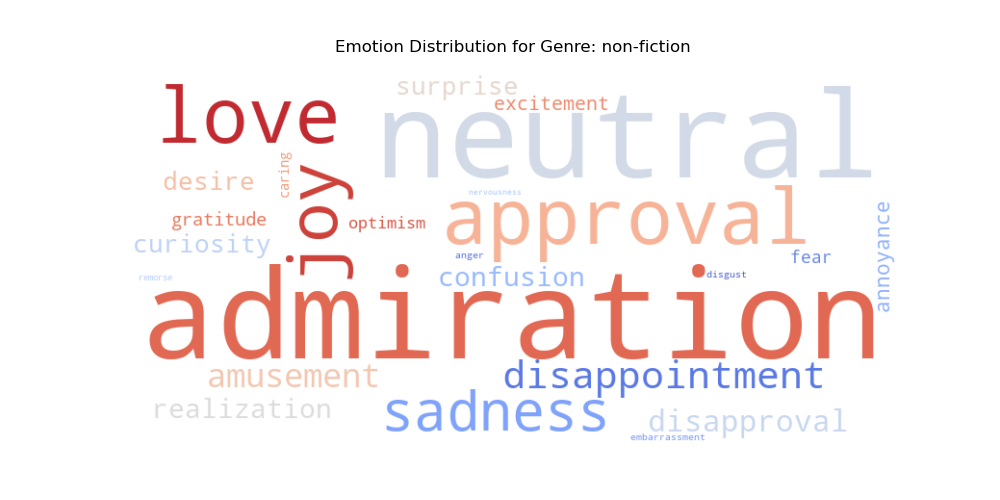 Emotion Distribution for Genre: non-fiction
surprise
love
excitement
neutral
caring
desire
joy
nervousness
approval
gratitude
optimism
annoyance
curiosity
anger
fear
confusion
disgust
remorse
admiration
amusement
disappointment
realization
sadness
disapproval
embarrassment